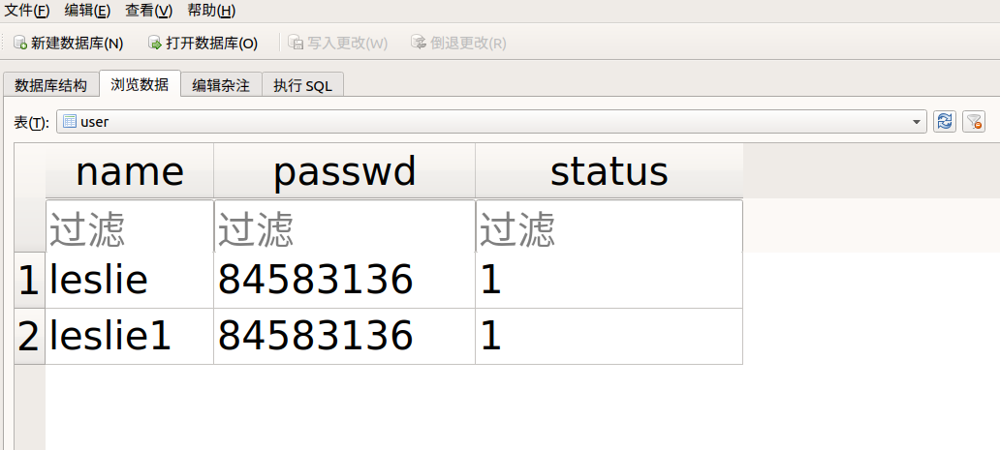 文件(F) 编辑(E) 查看(V) 帮助(H)
新建数据库(N) 打开数据库(O) 写入更改(W) 倒退更改(R)
数据库结构 浏览数据 编辑杂注 执行 SQL
表(T): user
name passwd status
过滤 过滤 过滤
1 leslie 84583136 1
2 leslie1 84583136 1